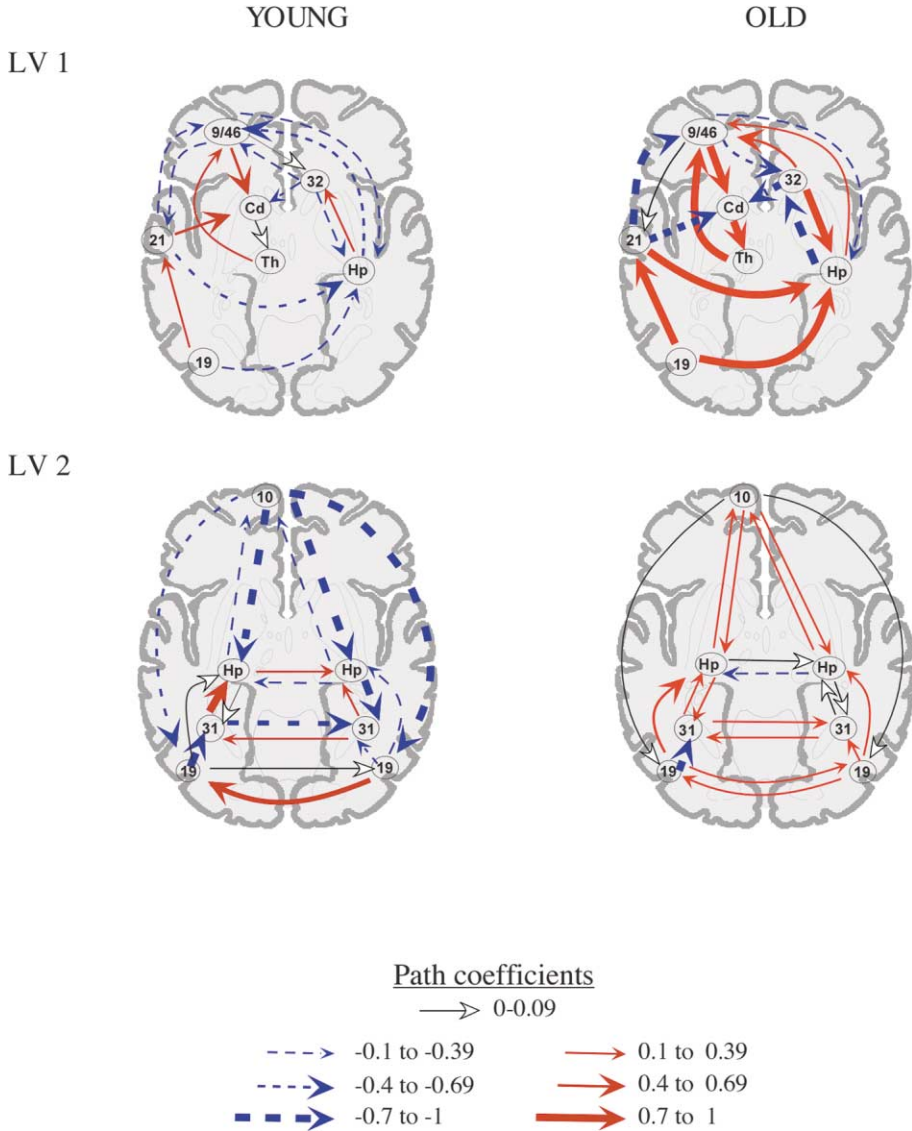 YOUNG OLD
LV 1
9/46 9/46
32 32
Cd Cd
21 21
Th Th
Hp Hp
19 19
LV 2
10 10
Hp Hp Hp Hp
31 31 31 31
19 19 19 19
Path coefficients
0-0.09
-0.1 to -0.39 0.1 to 0.39
-0.4 to -0.69 0.4 to 0.69
-0.7 to -1 0.7 to 1